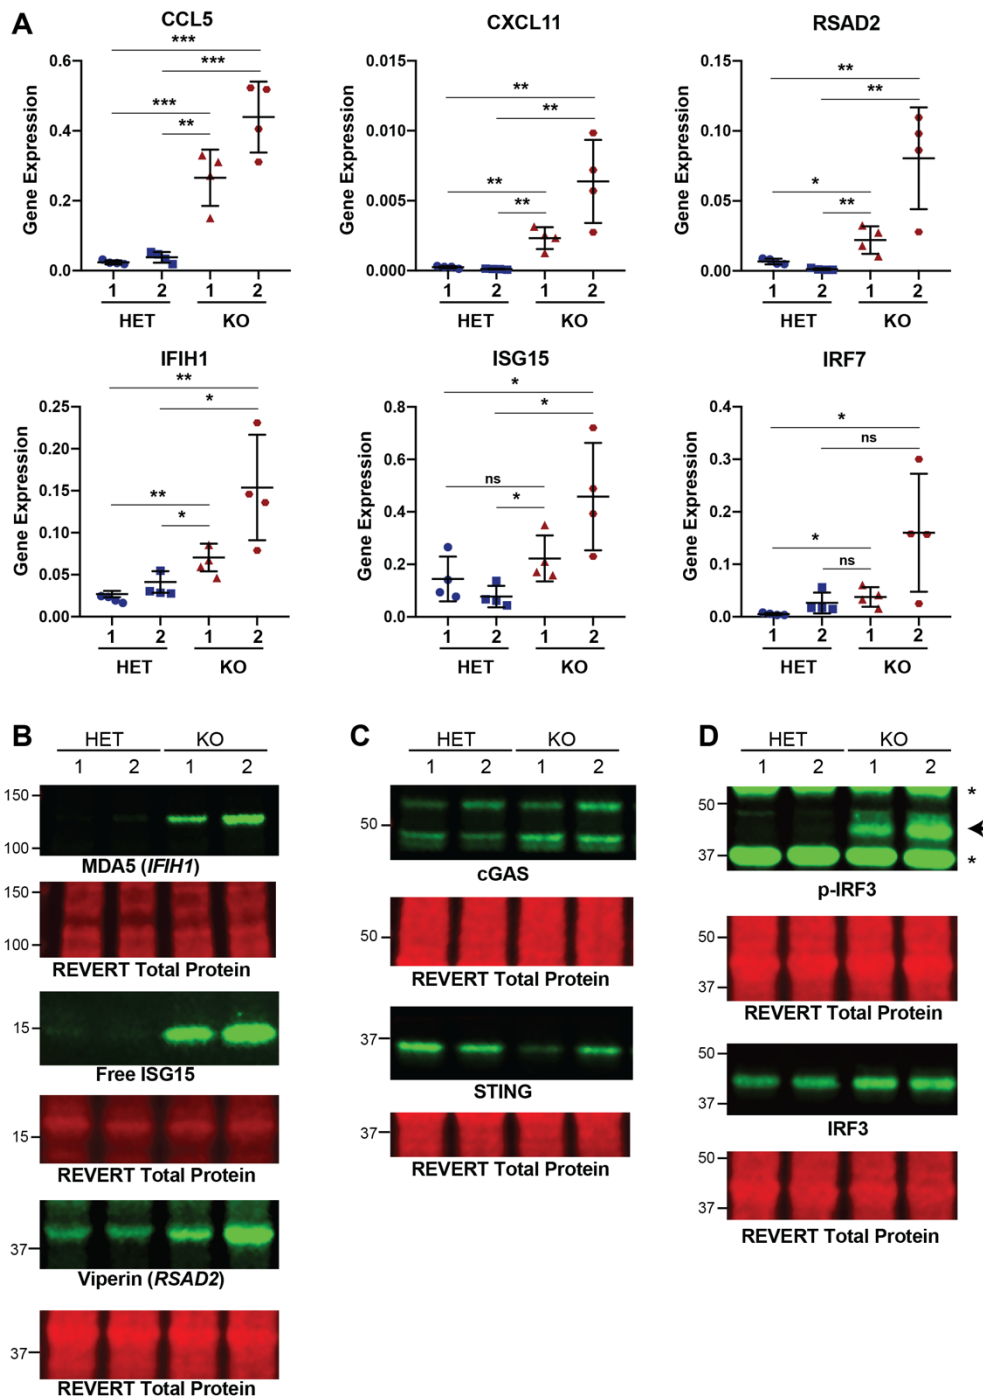 A
CCL5
CXCL11
RSAD2
Gene Expression
0.6
0.4
0.2
0.0
***
***
***
**
1 2 1 2
HET KO
Gene Expression
0.015
0.010
0.005
0.000
**
**
**
**
1 2 1 2
HET KO
Gene Expression
0.15
0.10
0.05
0.00
**
**
*
**
1 2 1 2
HET KO
IFIH1
ISG15
IRF7
Gene Expression
0.25
0.20
0.15
0.10
0.05
0.00
**
*
**
*
1 2 1 2
HET KO
Gene Expression
0.8
0.6
0.4
0.2
0.0
*
*
ns
*
1 2 1 2
HET KO
Gene Expression
0.4
0.3
0.2
0.1
0.0
*
ns
*
ns
1 2 1 2
HET KO
B
HET KO
1 2 1 2
150
100
MDA5 (IFIH1)
150
100
REVERT Total Protein
15
Free ISG15
15
REVERT Total Protein
37
Viperin (RSAD2)
37
REVERT Total Protein
C
HET KO
1 2 1 2
50
cGAS
50
REVERT Total Protein
37
STING
37
REVERT Total Protein
D
HET KO
1 2 1 2
*
50
37
*
p-IRF3
50
37
REVERT Total Protein
50
37
IRF3
50
37
REVERT Total Protein